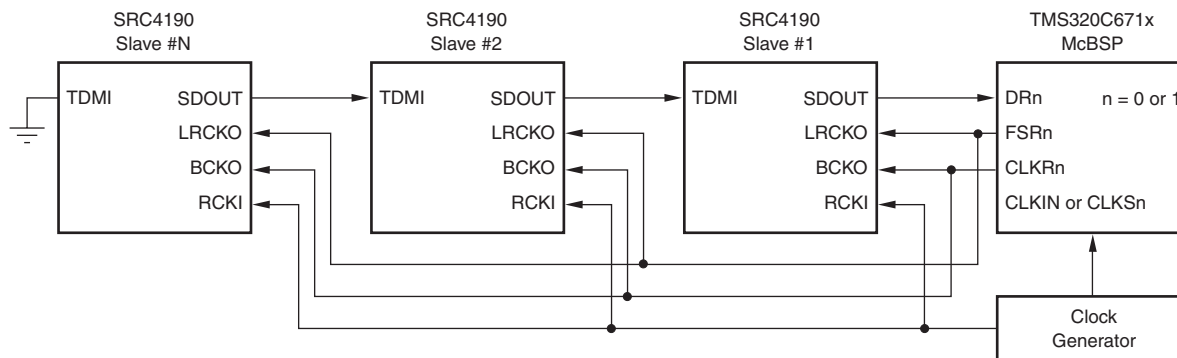 SRC4190
Slave #N
SRC4190
Slave #2
SRC4190
Slave #1
TMS320C671x
McBSP
TDMI
SDOUT
LRCKO
BCKO
RCKI
TDMI
SDOUT
LRCKO
BCKO
RCKI
TDMI
SDOUT
LRCKO
BCKO
RCKI
DRn
n = 0 or 1
FSRn
CLKRn
CLKIN or CLKSn
Clock
Generator